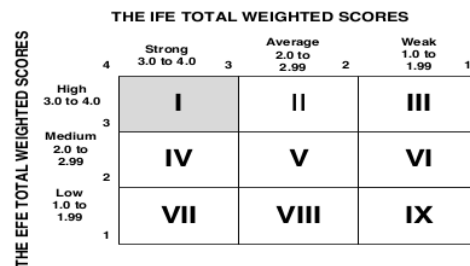 THE IFE TOTAL WEIGHTED SCORES
THE EFE TOTAL WEIGHTED SCORES
Strong
3.0 to 4.0
Average
2.0 to
2.99
Weak
1.0 to
1.99
4
3
2
1
High
3.0 to 4.0
I
II
III
3
Medium
2.0 to
2.99
IV
V
VI
2
Low
1.0 to
1.99
VII
VIII
IX
1